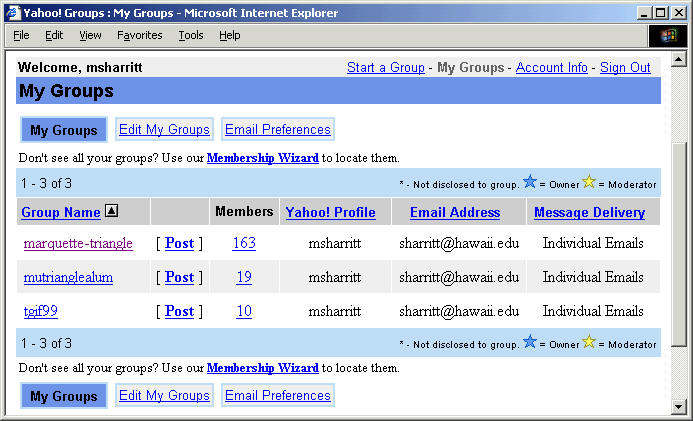 Yahoo! Groups : My Groups - Microsoft Internet Explorer
File Edit View Favorites Tools Help
Welcome, msharritt Start a Group - My Groups - Account Info - Sign Out
My Groups
My Groups Edit My Groups Email Preferences
Don't see all your groups? Use our Membership Wizard to locate them.
1 - 3 of 3 * - Not disclosed to group. = Owner = Moderator
Group Name Members Yahoo! Profile Email Address Message Delivery
marquette-triangle [ Post ] 163 msharritt sharritt@hawaii.edu Individual Emails
mutrianglealum [ Post ] 19 msharritt sharritt@hawaii.edu Individual Emails
tgif99 [ Post ] 10 msharritt sharritt@hawaii.edu Individual Emails
1 - 3 of 3 * - Not disclosed to group. = Owner = Moderator
Don't see all your groups? Use our Membership Wizard to locate them.
My Groups Edit My Groups Email Preferences